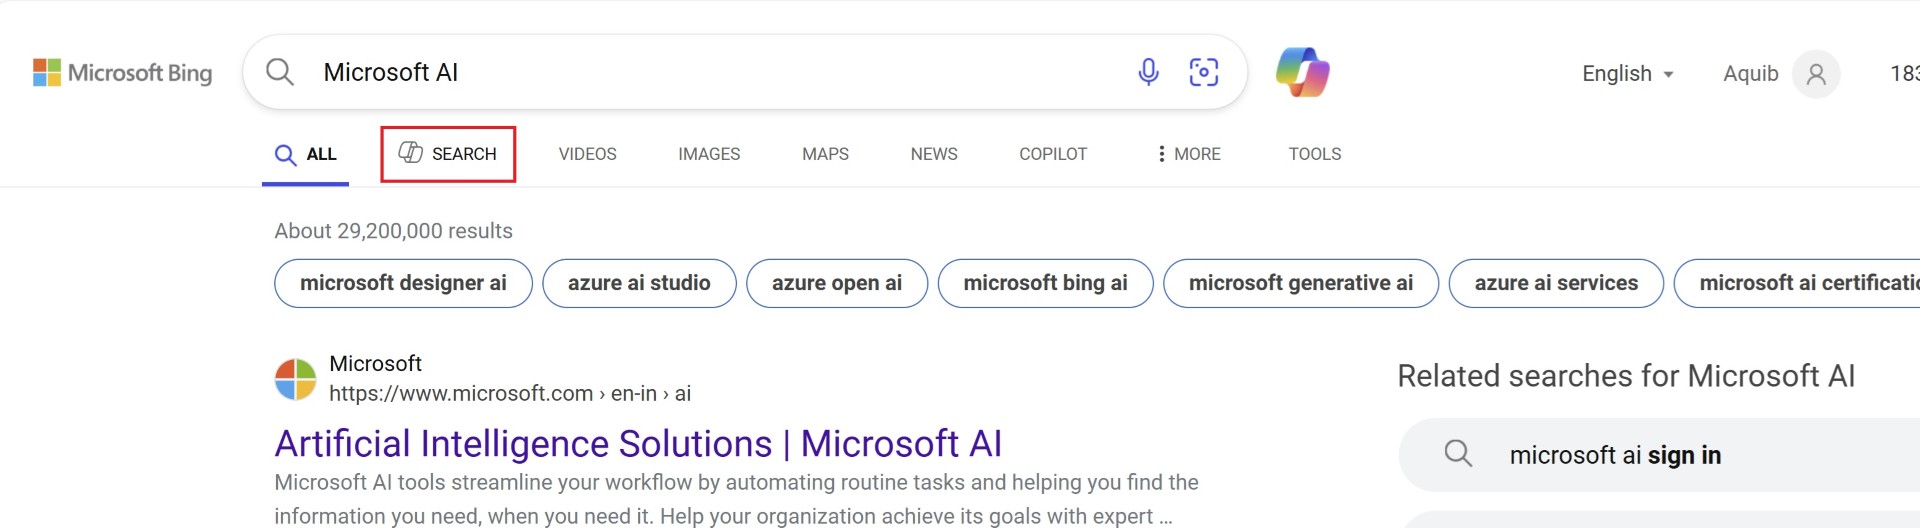 Microsoft Bing
Microsoft AI
English
Aquib
183
ALL
SEARCH
VIDEOS
IMAGES
MAPS
NEWS
COPILOT
MORE
TOOLS
About 29,200,000 results
microsoft designer ai
azure ai studio
azure open ai
microsoft bing ai
microsoft generative ai
azure ai services
microsoft ai
Microsoft
https://www.microsoft.com › en-in › ai
Artificial Intelligence Solutions | Microsoft AI
Microsoft AI tools streamline your workflow by automating routine tasks and helping you find the
information you need, when you need it. Help your organization achieve its goals with expert ...
Related searches for Microsoft AI
microsoft ai sign in